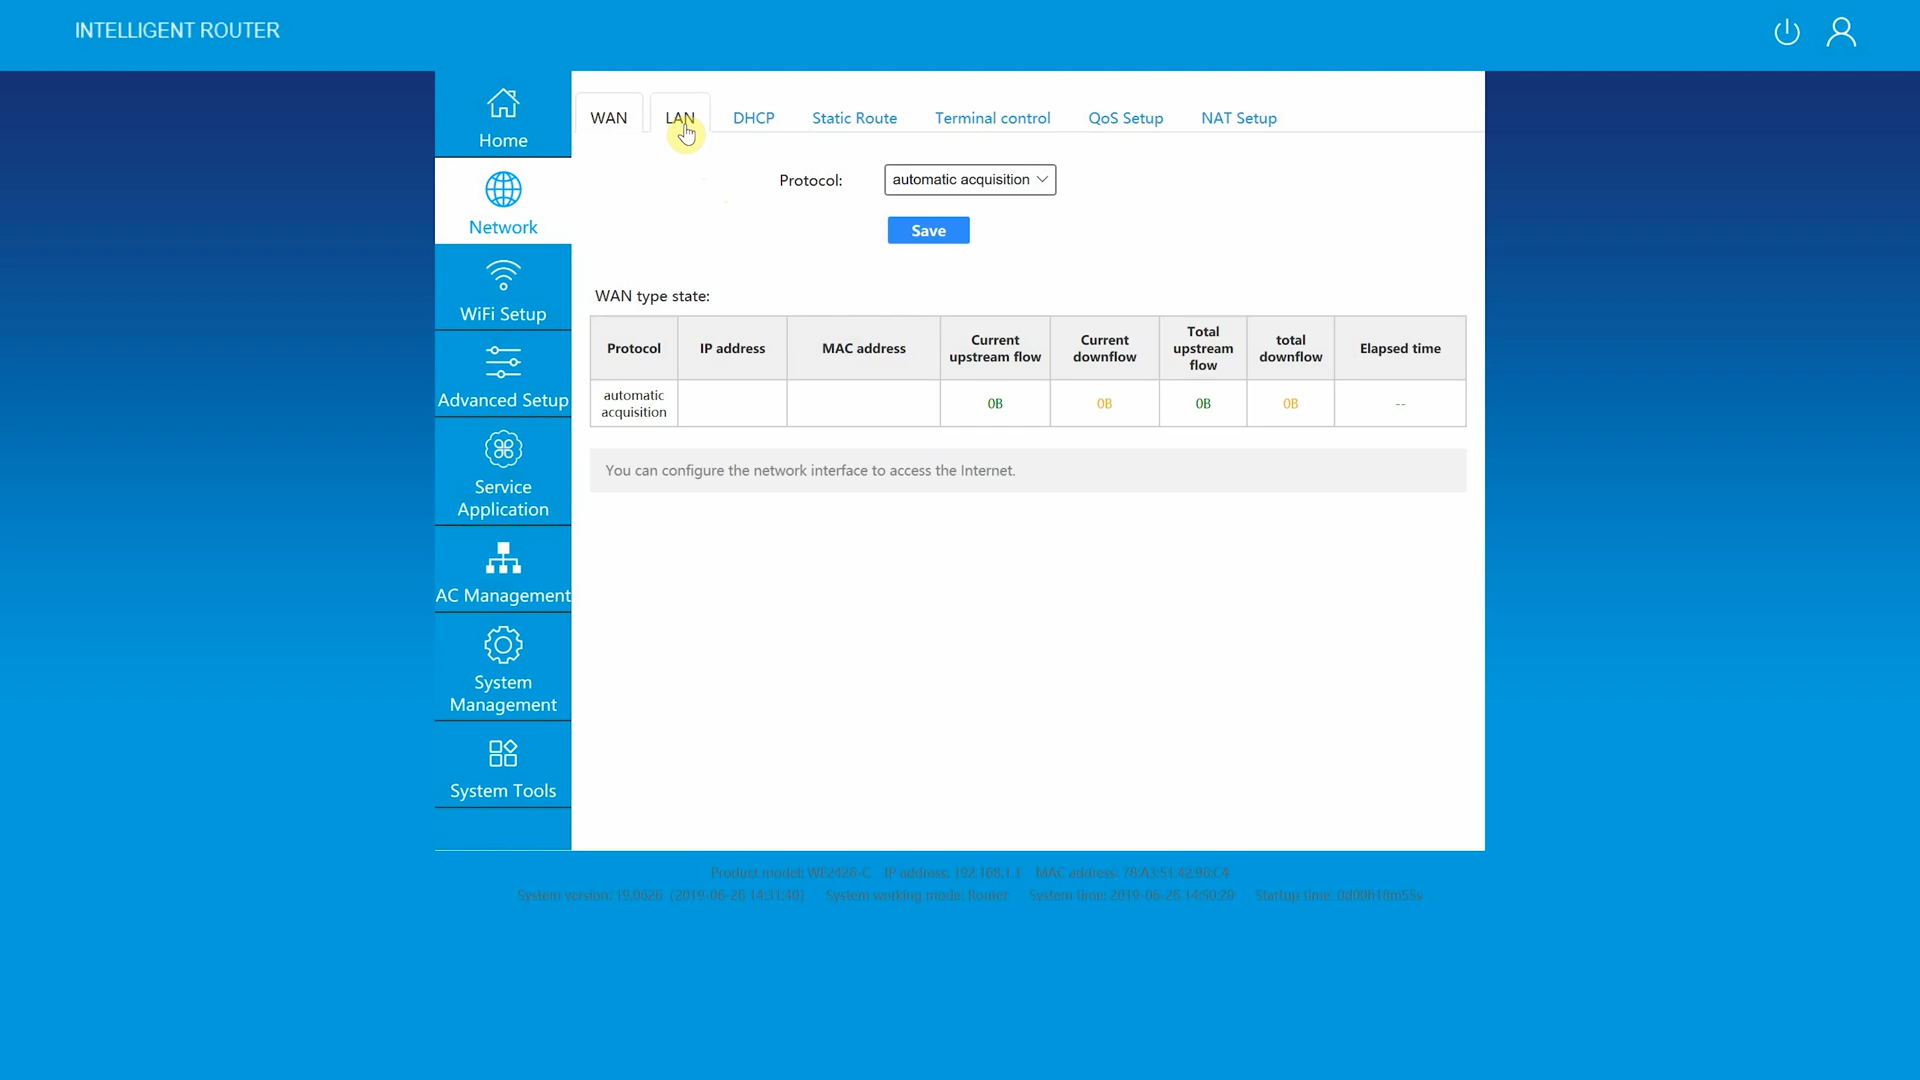 INTELLIGENT ROUTER
Home
Network
WiFi Setup
Advanced Setup
Service
Application
AC Management
System
Management
System Tools
WAN LAN DHCP Static Route Terminal control QoS Setup NAT Setup
Protocol: automatic acquisition
Save
WAN type state:
Protocol IP address MAC address Current upstream flow Current downflow Total upstream flow total downflow Elapsed time
automatic acquisition 0B 0B 0B 0B --
You can configure the network interface to access the Internet.
Product model: WE2426-C IP address: 192.168.1.1 MAC address: 78:A3:51:42:96:C4
System version: 19.0626 (2019-06-26 14:31:40) System working mode: Router System time: 2019-06-26 14:50:20 Startup time: 0d00h18m55s